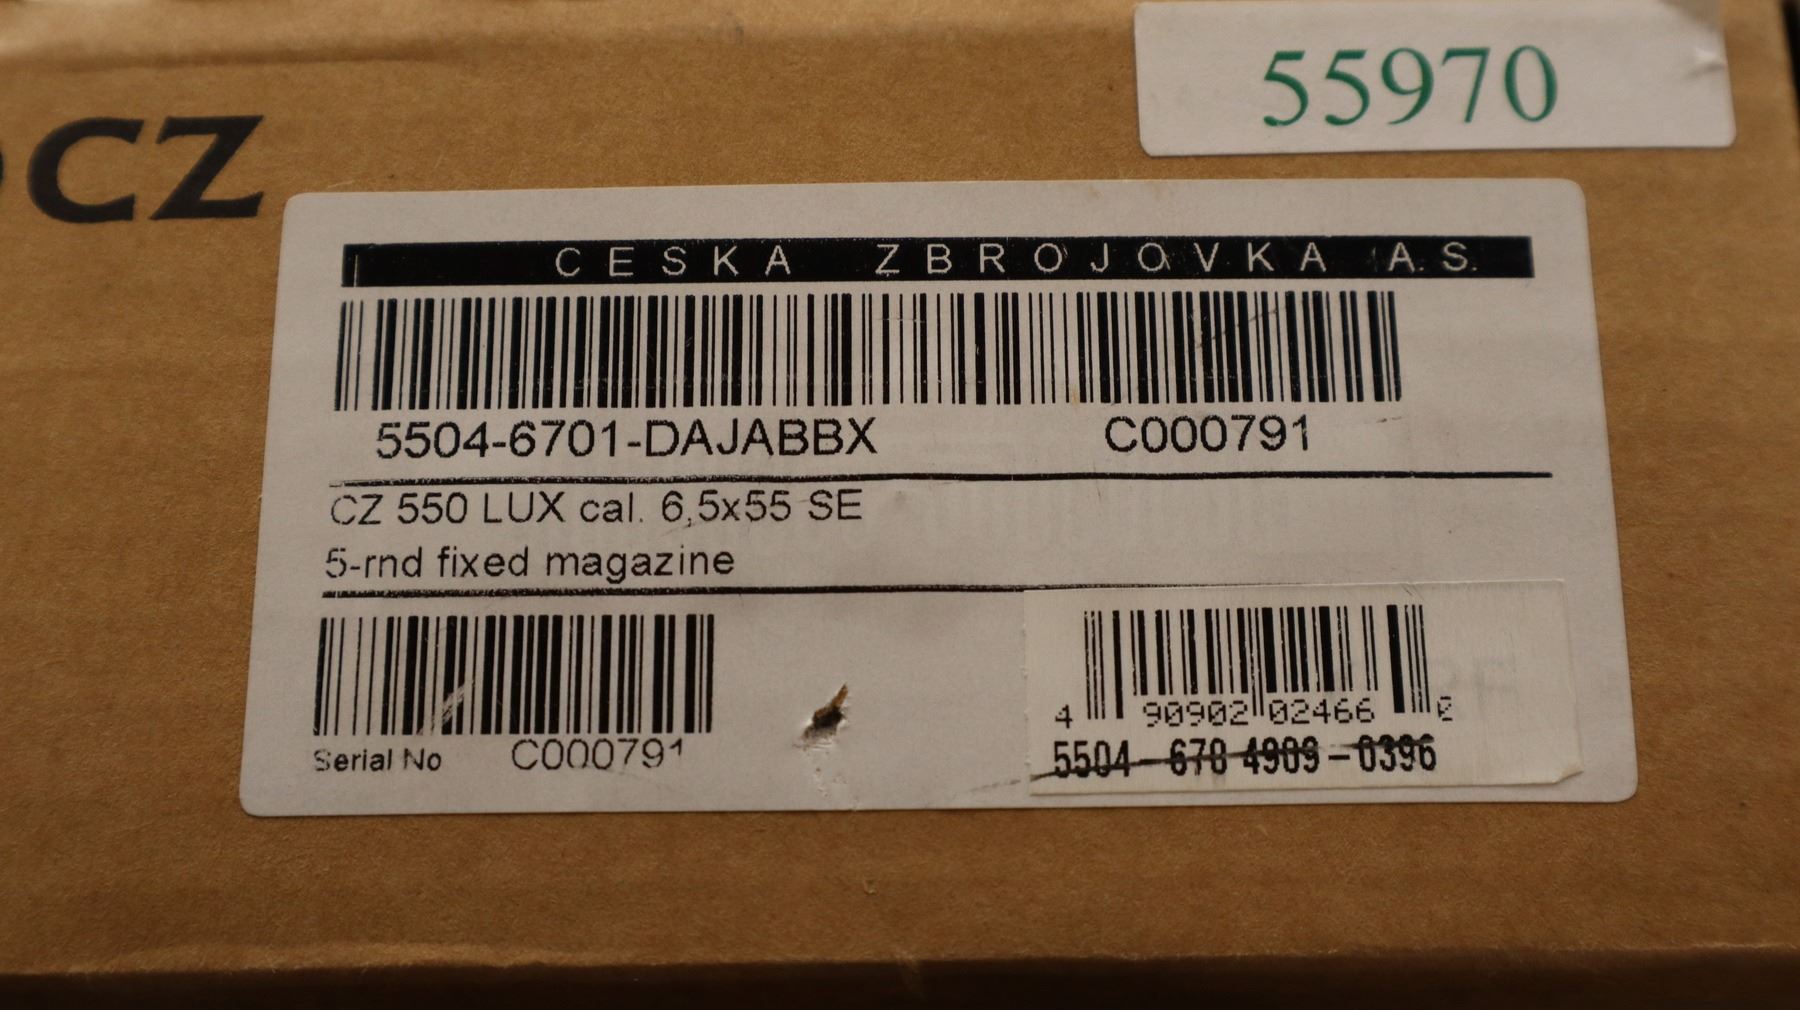 55970
CZ
CESKA ZBROJOVKA A.S.
5504-6701-DAJABBX C000791
CZ 550 LUX cal. 6,5x55 SE
5-rnd fixed magazine
4 90902 02466 2
Serial No C000791
5504-670 4909-0396